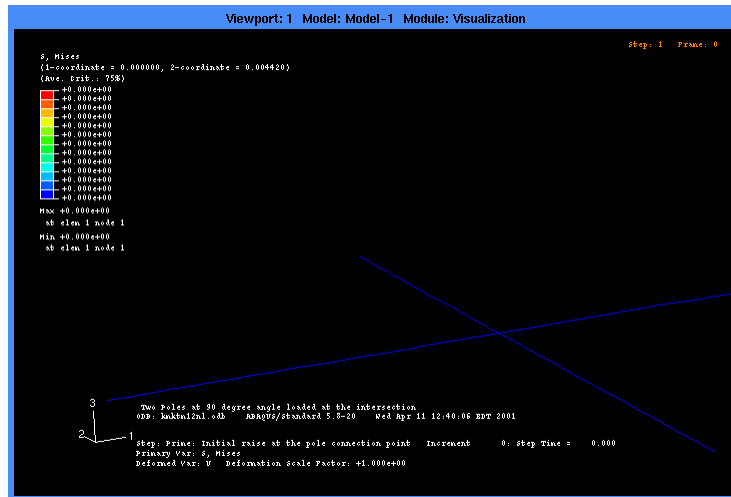 Viewport: 1   Model: Model-1   Module: Visualization
Step: 1   Frame: 0
S, Mises
(1-coordinate = 0.000000, 2-coordinate = 0.004420)
(Ave. Crit.: 75%)
+0.000e+00
+0.000e+00
+0.000e+00
+0.000e+00
+0.000e+00
+0.000e+00
+0.000e+00
+0.000e+00
+0.000e+00
+0.000e+00
+0.000e+00
+0.000e+00
+0.000e+00
Max +0.000e+00
at elem 1 node 1
Min +0.000e+00
at elem 1 node 1
3
2
1
Two Poles at 90 degree angle loaded at the intersection
ODB: knktm12nl.odb   ABAQUS/Standard 5.8-20   Wed Apr 11 12:40:06 EDT 2001
Step: Prime: Initial raise at the pole connection point   Increment   0: Step Time =   0.000
Primary Var: S, Mises
Deformed Var: U   Deformation Scale Factor: +1.000e+00